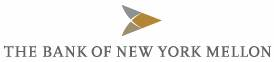 THE BANK OF NEW YORK MELLON